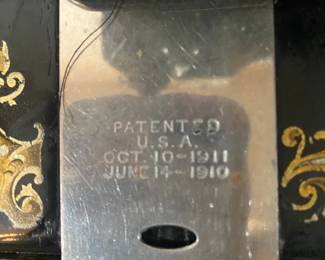 PATENTED
U.S.A.
OCT. 10-1911
JUNE 14-1910